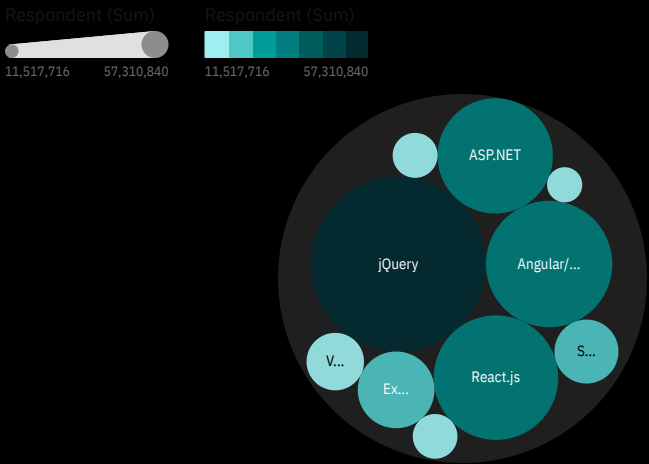 Respondent (Sum) Respondent (Sum)
11,517,716 57,310,840 11,517,716 57,310,840
ASP.NET
jQuery Angular/...
V... S...
Ex... React.js